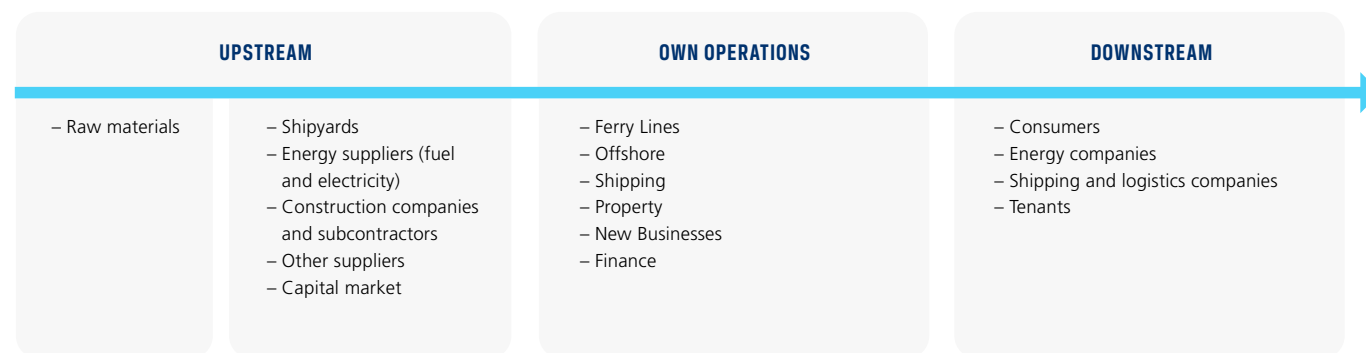 UPSTREAM
OWN OPERATIONS
DOWNSTREAM
– Raw materials
– Shipyards
– Energy suppliers (fuel
and electricity)
– Construction companies
and subcontractors
– Other suppliers
– Capital market
– Ferry Lines
– Offshore
– Shipping
– Property
– New Businesses
– Finance
– Consumers
– Energy companies
– Shipping and logistics companies
– Tenants